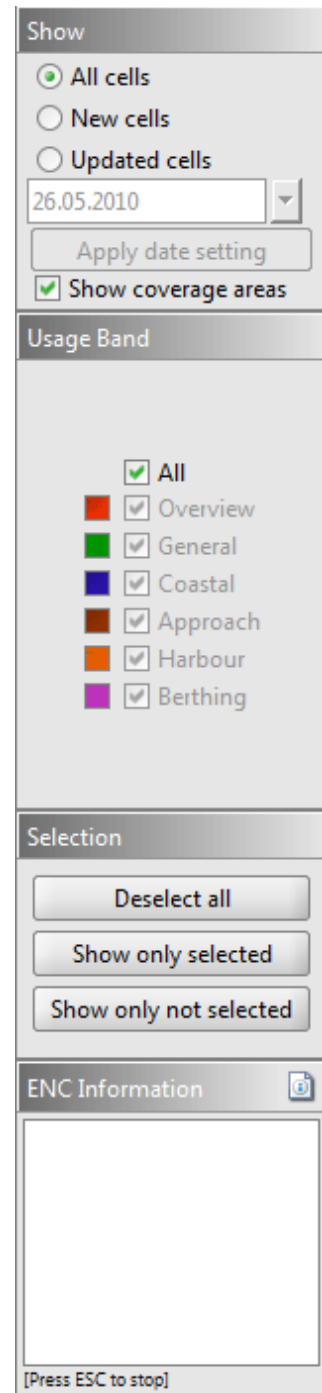 Show
All cells
New cells
Updated cells
26.05.2010
Apply date setting
Show coverage areas
Usage Band
All
Overview
General
Coastal
Approach
Harbour
Berthing
Selection
Deselect all
Show only selected
Show only not selected
ENC Information
[Press ESC to stop]